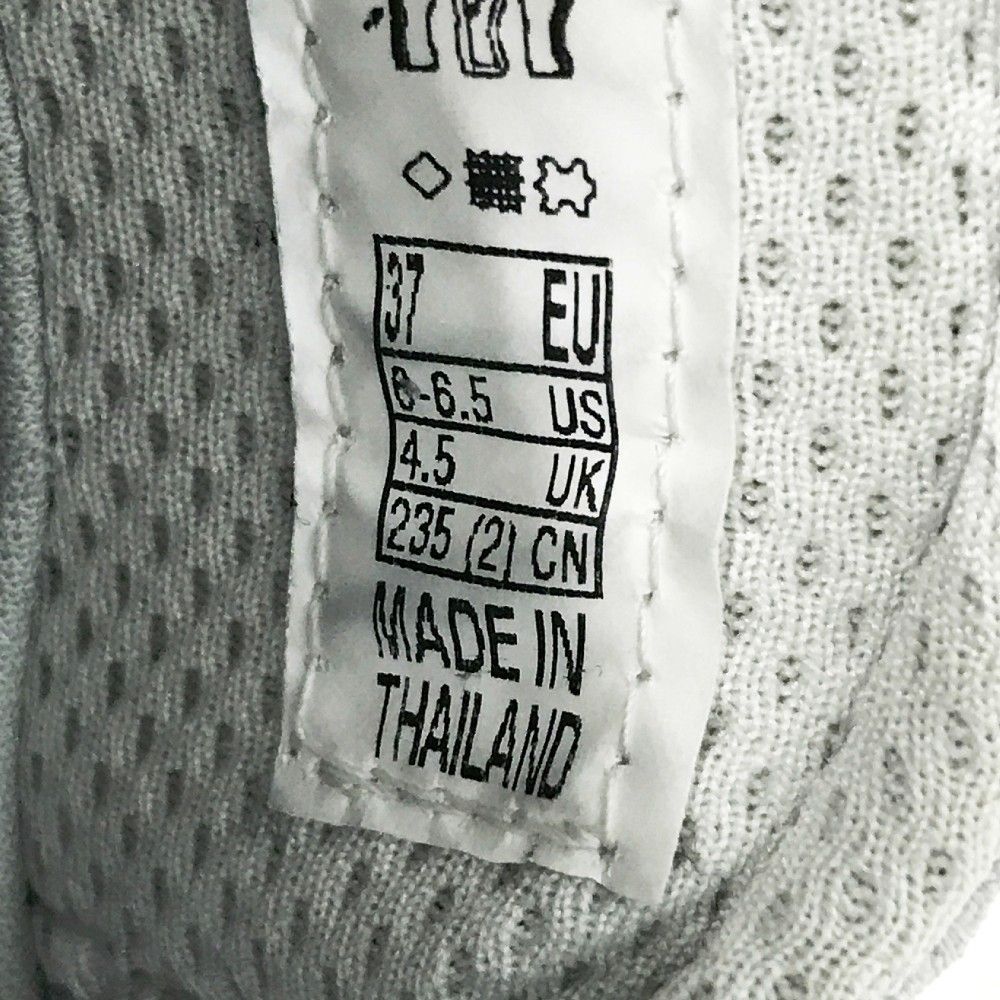 37 EU
6-6.5 US
4.5 UK
235 (2) CN
MADE IN
THAILAND